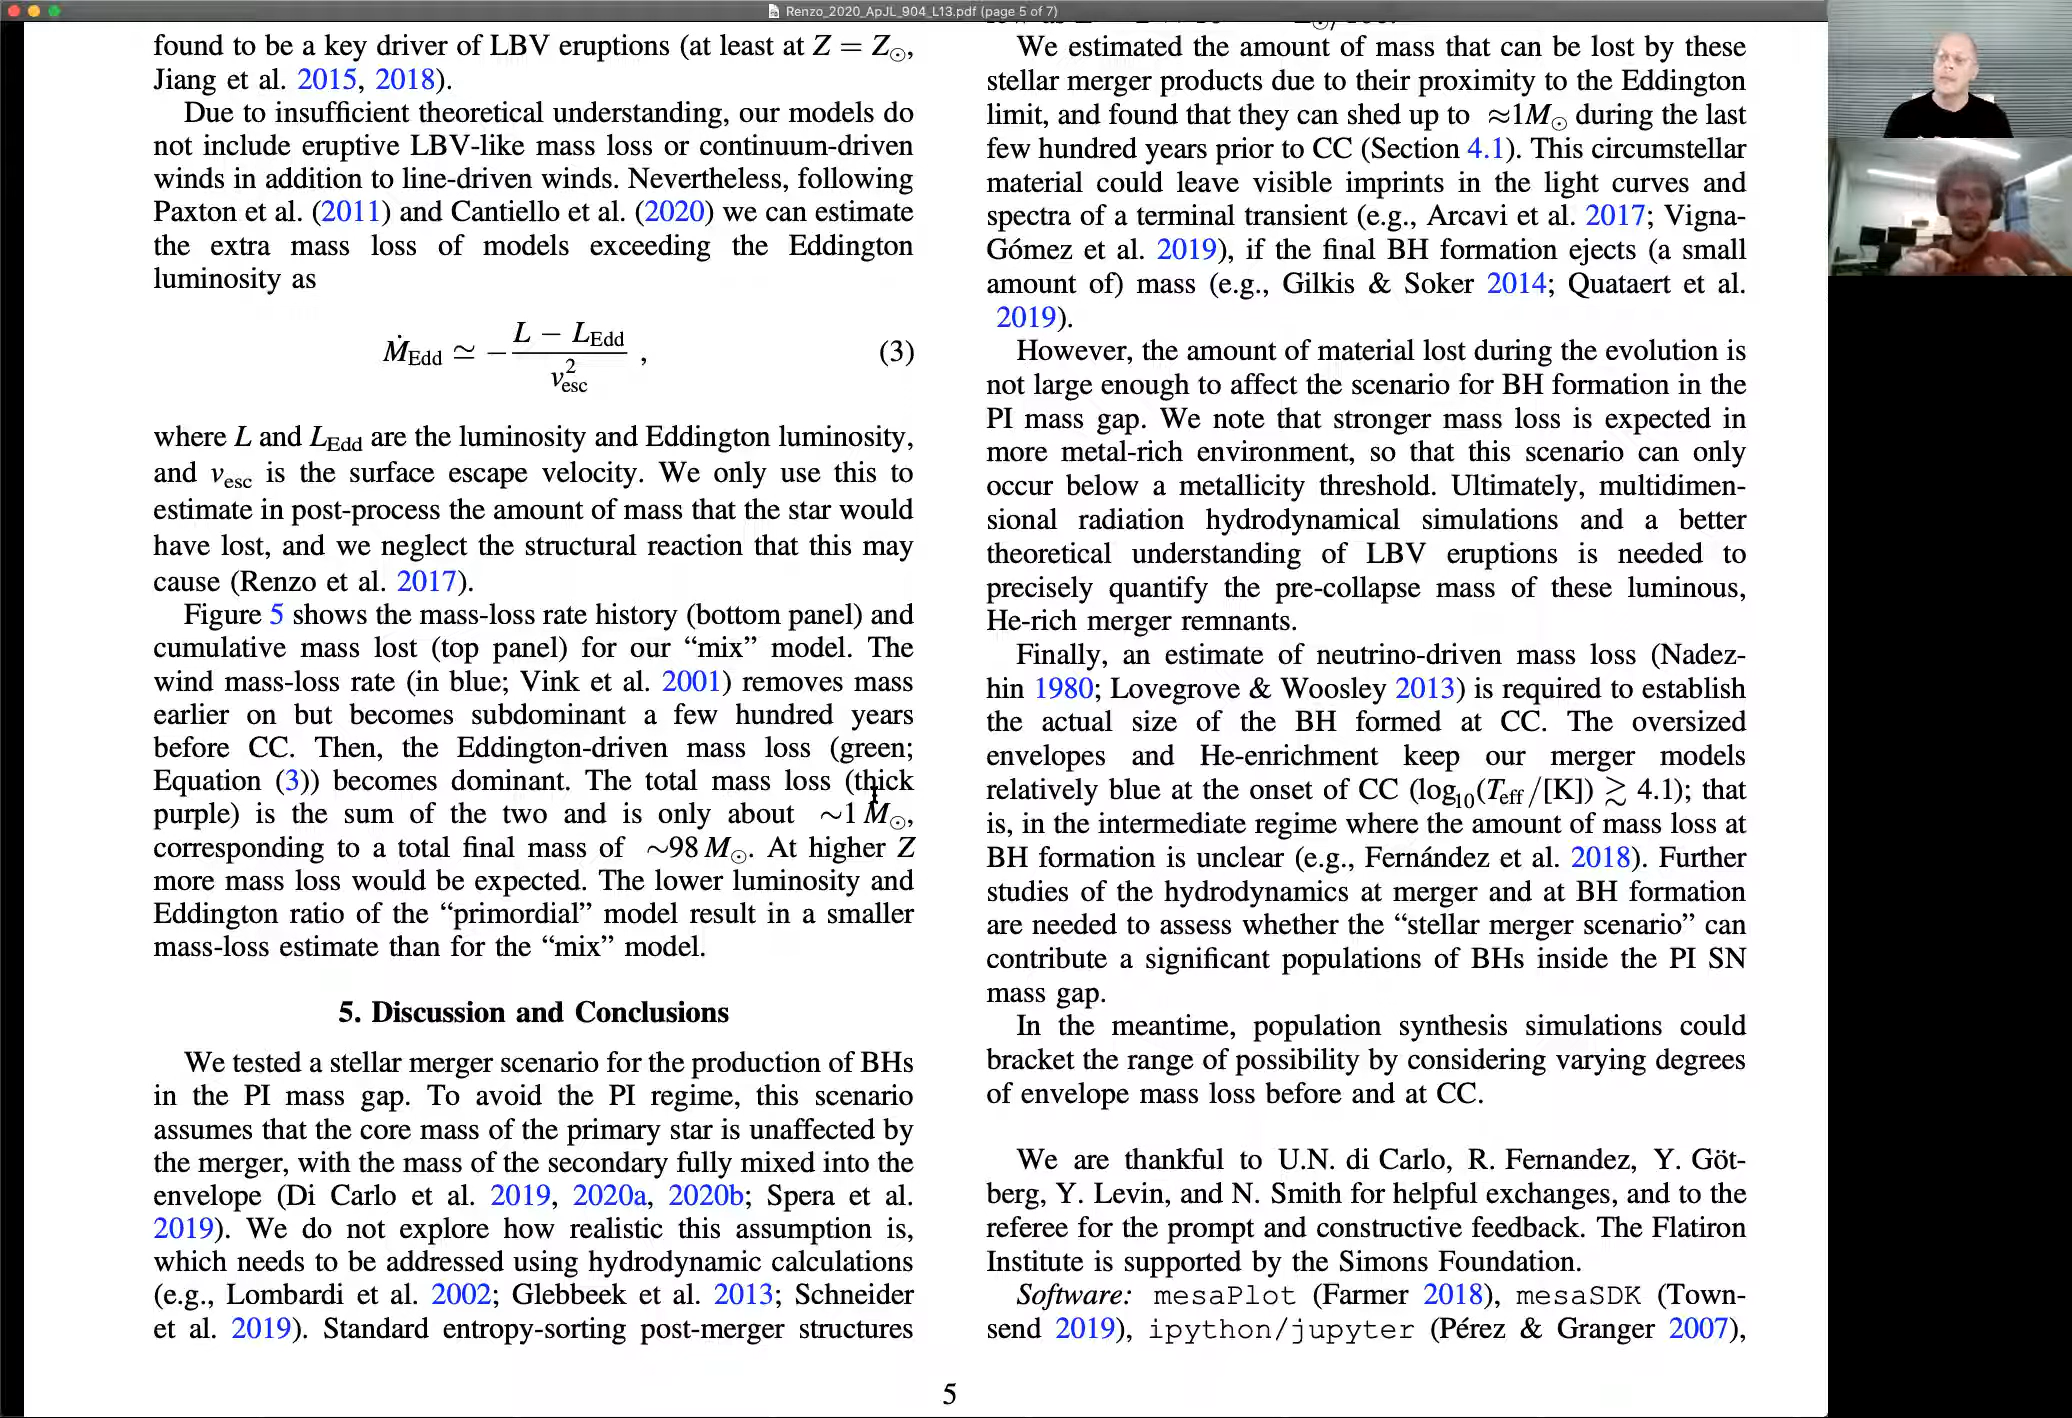 Renzo_2020_ApJL_904_L13.pdf (page 5 of 7)
found to be a key driver of LBV eruptions (at least at Z = Z⊙,
Jiang et al. 2015, 2018).
Due to insufficient theoretical understanding, our models do
not include eruptive LBV-like mass loss or continuum-driven
winds in addition to line-driven winds. Nevertheless, following
Paxton et al. (2011) and Cantiello et al. (2020) we can estimate
the extra mass loss of models exceeding the Eddington
luminosity as
Ṁ_Edd ≃ −(L − L_Edd)/v_esc^2 , (3)
where L and L_Edd are the luminosity and Eddington luminosity,
and v_esc is the surface escape velocity. We only use this to
estimate in post-process the amount of mass that the star would
have lost, and we neglect the structural reaction that this may
cause (Renzo et al. 2017).
Figure 5 shows the mass-loss rate history (bottom panel) and
cumulative mass lost (top panel) for our “mix” model. The
wind mass-loss rate (in blue; Vink et al. 2001) removes mass
earlier on but becomes subdominant a few hundred years
before CC. Then, the Eddington-driven mass loss (green;
Equation (3)) becomes dominant. The total mass loss (thick
purple) is the sum of the two and is only about ∼1 M⊙,
corresponding to a total final mass of ∼98 M⊙. At higher Z
more mass loss would be expected. The lower luminosity and
Eddington ratio of the “primordial” model result in a smaller
mass-loss estimate than for the “mix” model.
5. Discussion and Conclusions
We tested a stellar merger scenario for the production of BHs
in the PI mass gap. To avoid the PI regime, this scenario
assumes that the core mass of the primary star is unaffected by
the merger, with the mass of the secondary fully mixed into the
envelope (Di Carlo et al. 2019, 2020a, 2020b; Spera et al.
2019). We do not explore how realistic this assumption is,
which needs to be addressed using hydrodynamic calculations
(e.g., Lombardi et al. 2002; Glebbeek et al. 2013; Schneider
et al. 2019). Standard entropy-sorting post-merger structures
We estimated the amount of mass that can be lost by these
stellar merger products due to their proximity to the Eddington
limit, and found that they can shed up to ≈1M⊙ during the last
few hundred years prior to CC (Section 4.1). This circumstellar
material could leave visible imprints in the light curves and
spectra of a terminal transient (e.g., Arcavi et al. 2017; Vigna-
Gómez et al. 2019), if the final BH formation ejects (a small
amount of) mass (e.g., Gilkis & Soker 2014; Quataert et al.
2019).
However, the amount of material lost during the evolution is
not large enough to affect the scenario for BH formation in the
PI mass gap. We note that stronger mass loss is expected in
more metal-rich environment, so that this scenario can only
occur below a metallicity threshold. Ultimately, multidimen-
sional radiation hydrodynamical simulations and a better
theoretical understanding of LBV eruptions is needed to
precisely quantify the pre-collapse mass of these luminous,
He-rich merger remnants.
Finally, an estimate of neutrino-driven mass loss (Nadez-
hin 1980; Lovegrove & Woosley 2013) is required to establish
the actual size of the BH formed at CC. The oversized
envelopes and He-enrichment keep our merger models
relatively blue at the onset of CC (log₁₀(T_eff/[K]) ≳ 4.1); that
is, in the intermediate regime where the amount of mass loss at
BH formation is unclear (e.g., Fernández et al. 2018). Further
studies of the hydrodynamics at merger and at BH formation
are needed to assess whether the “stellar merger scenario” can
contribute a significant populations of BHs inside the PI SN
mass gap.
In the meantime, population synthesis simulations could
bracket the range of possibility by considering varying degrees
of envelope mass loss before and at CC.
We are thankful to U.N. di Carlo, R. Fernandez, Y. Göt-
berg, Y. Levin, and N. Smith for helpful exchanges, and to the
referee for the prompt and constructive feedback. The Flatiron
Institute is supported by the Simons Foundation.
Software: mesaPlot (Farmer 2018), mesaSDK (Town-
send 2019), ipython/jupyter (Pérez & Granger 2007),
5